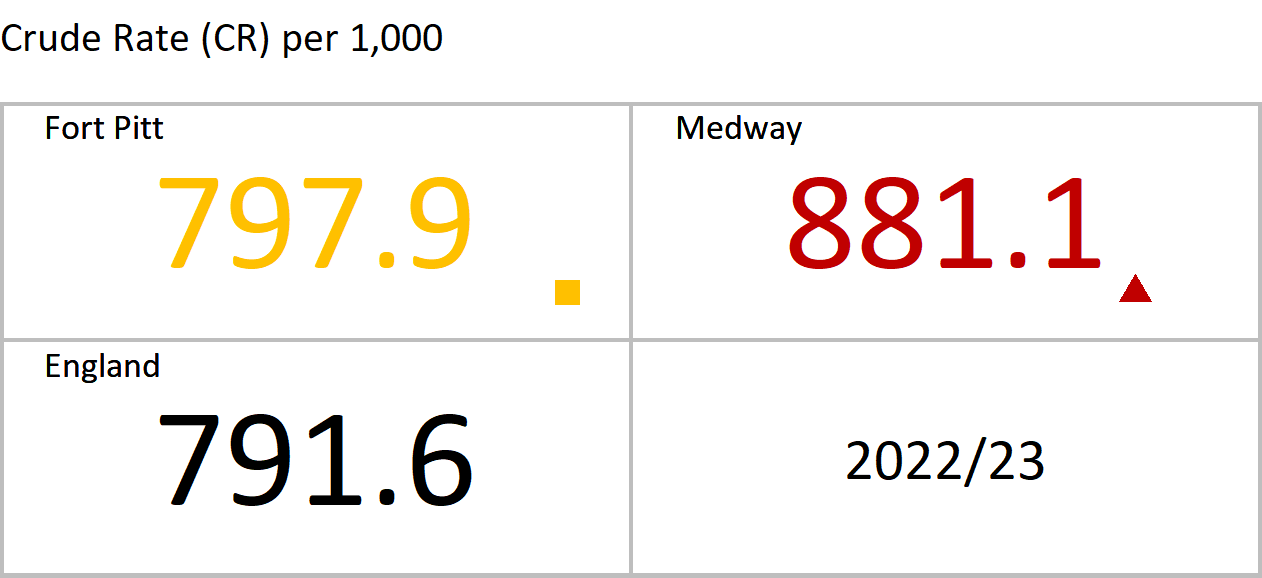 Crude Rate (CR) per 1,000
Fort Pitt
797.9
Medway
881.1
England
791.6
2022/23